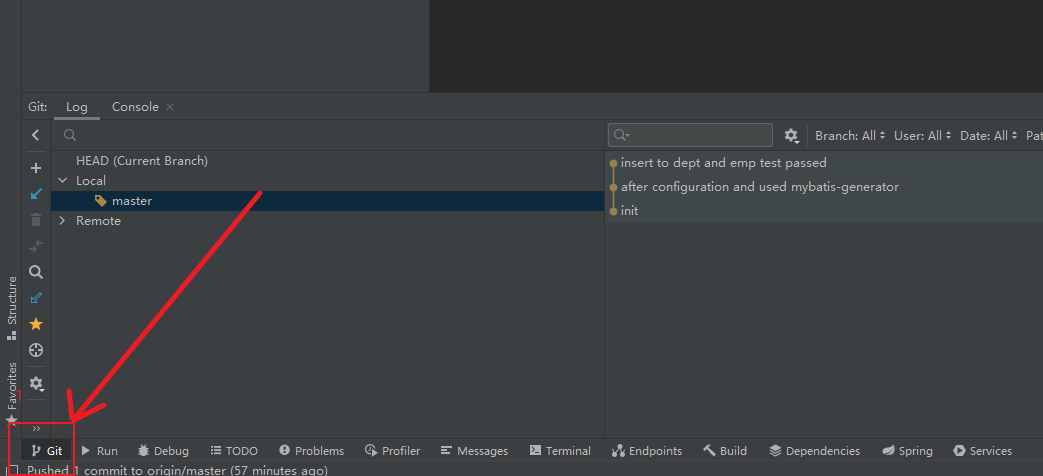 Git: Log Console
Branch: All User: All Date: All Pat
HEAD (Current Branch)
Local
master
Remote
insert to dept and emp test passed
after configuration and used mybatis-generator
init
Structure
Favorites
Git Run Debug TODO Problems Profiler Messages Terminal Endpoints Build Dependencies Spring Services
Pushed 1 commit to origin/master (57 minutes ago)